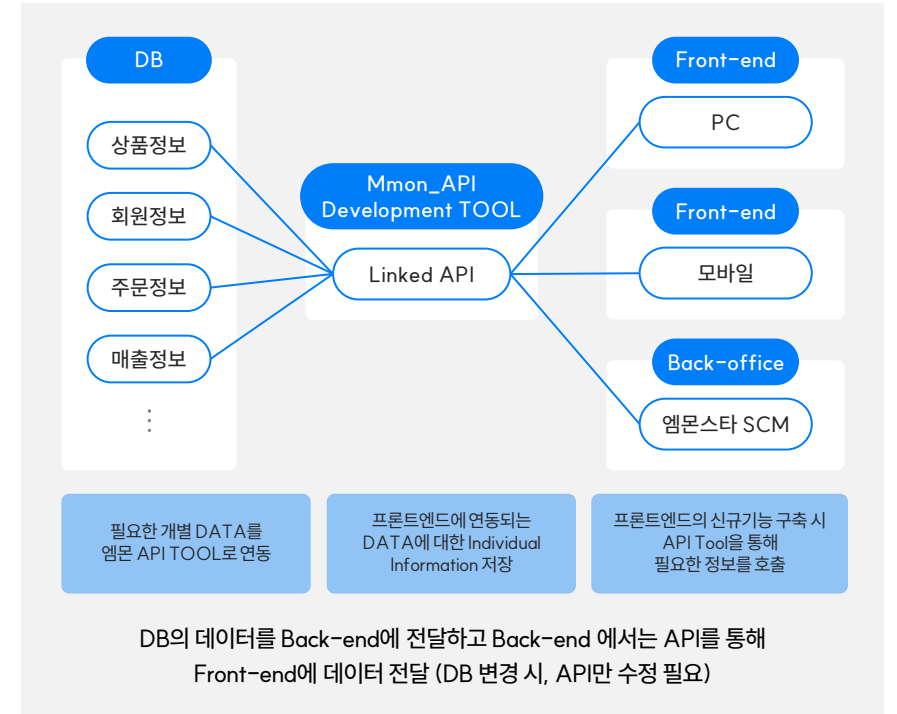 DB
상품정보
회원정보
주문정보
매출정보
⋮
Mmon_API
Development TOOL
Linked API
Front-end
PC
Front-end
모바일
Back-office
엠몬스타 SCM
필요한 개별 DATA를
엠몬 API TOOL로 연동
프론트엔드에 연동되는
DATA에 대한 Individual
Information 저장
프론트엔드의 신규기능 구축 시
API Tool을 통해
필요한 정보를 호출
DB의 데이터를 Back-end에 전달하고 Back-end 에서는 API를 통해
Front-end에 데이터 전달 (DB 변경 시, API만 수정 필요)